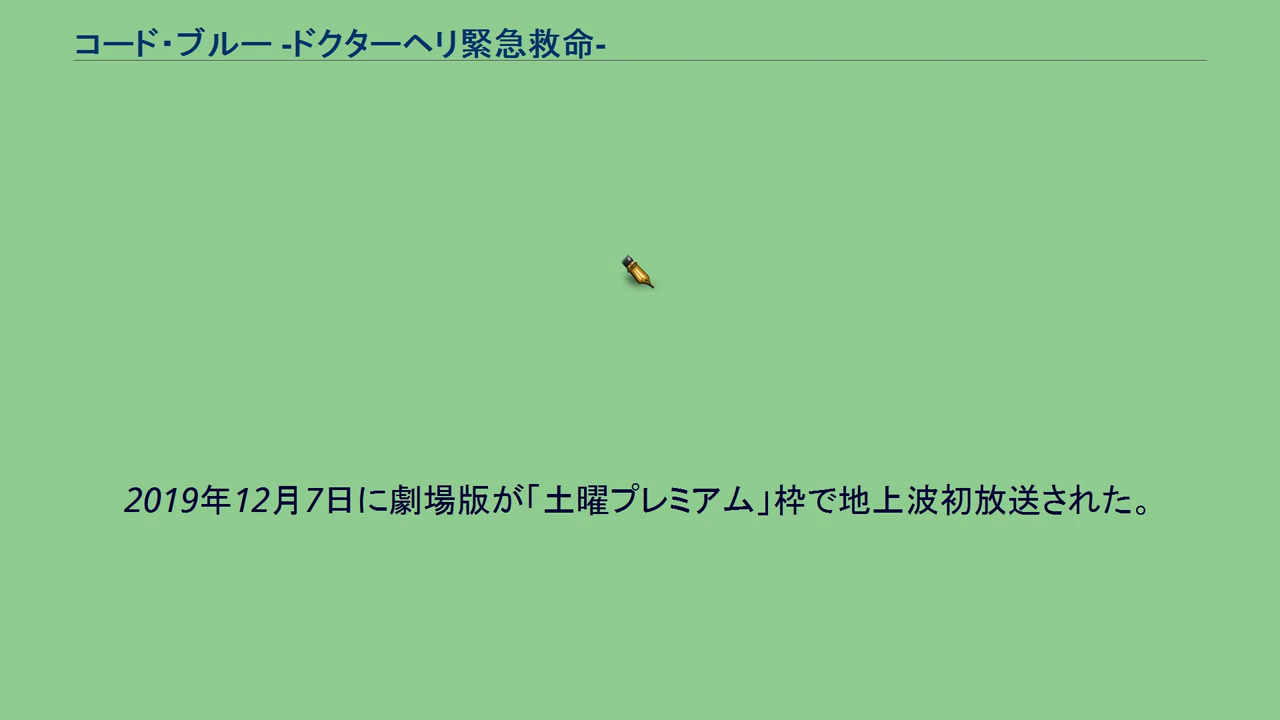 コード・ブルー -ドクターヘリ緊急救命-
2019年12月7日に劇場版が「土曜プレミアム」枠で地上波初放送された。